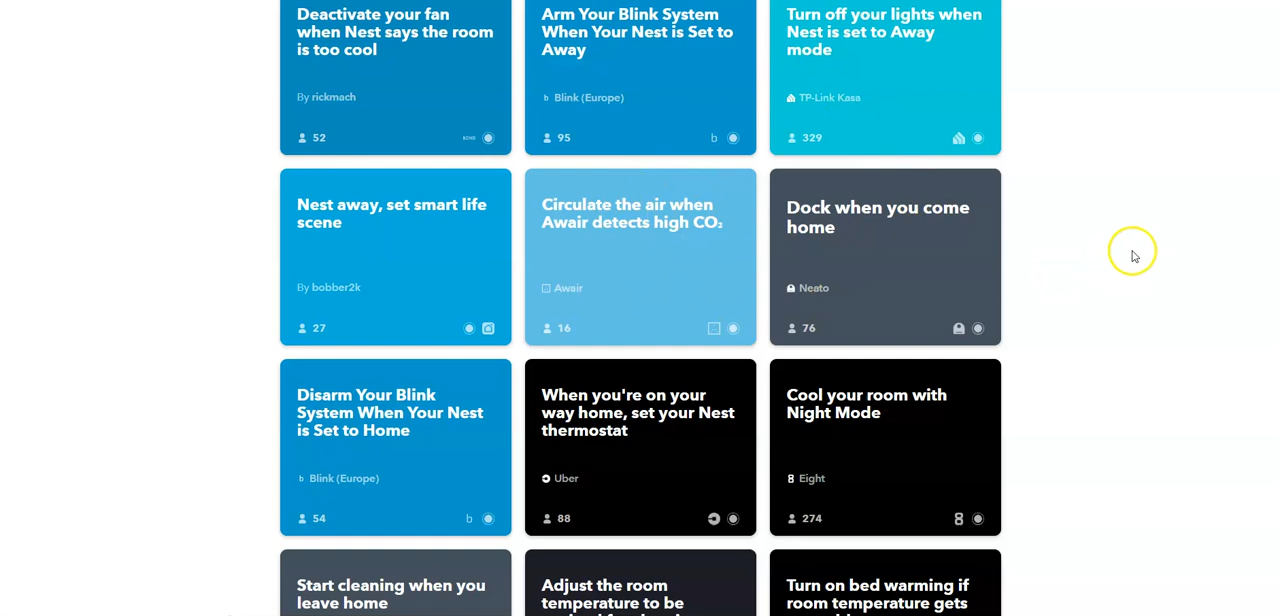 Deactivate your fan
when Nest says the room
is too cool
By rickmach
52
Arm Your Blink System
When Your Nest is Set to
Away
b Blink (Europe)
95
b
Turn off your lights when
Nest is set to Away
mode
TP-Link Kasa
329
Nest away, set smart life
scene
By bobber2k
27
Circulate the air when
Awair detects high CO₂
Awair
16
Dock when you come
home
Neato
76
Disarm Your Blink
System When Your Nest
is Set to Home
b Blink (Europe)
54
b
When you're on your
way home, set your Nest
thermostat
Uber
88
Cool your room with
Night Mode
Eight
274
Start cleaning when you
leave home
Adjust the room
temperature to be
Turn on bed warming if
room temperature gets